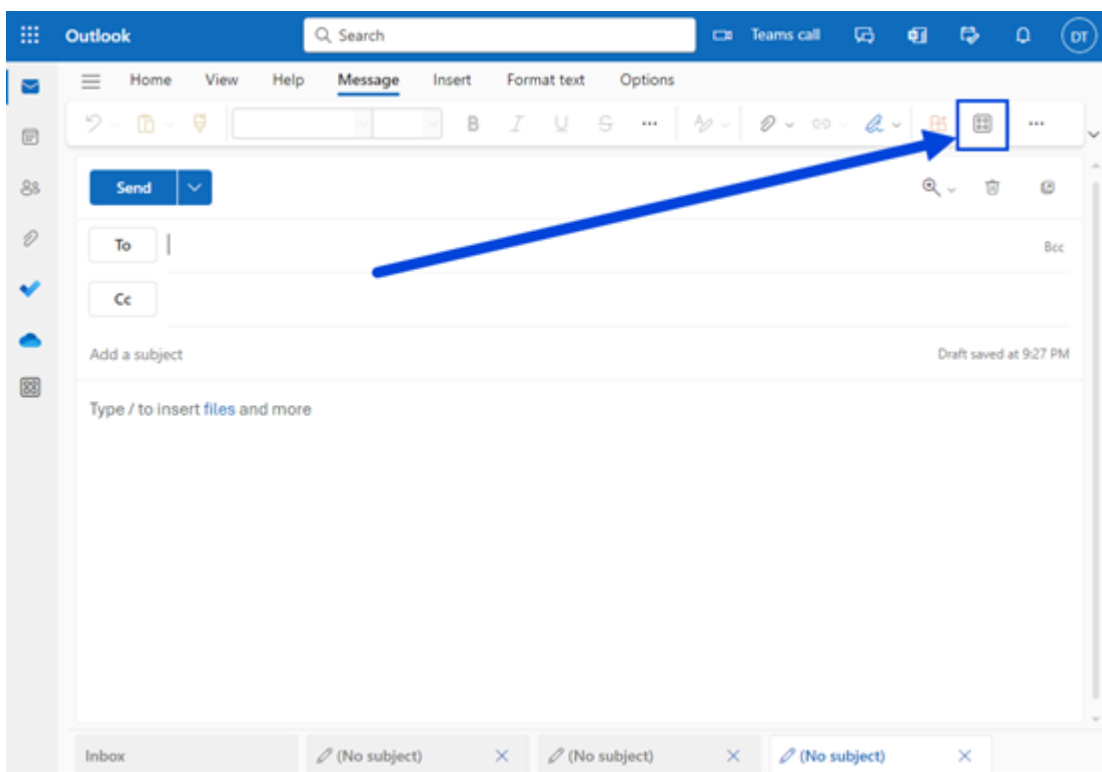 Outlook Search Teams call DT
Home View Help Message Insert Format text Options
B I U S ...
Send
To Bcc
Cc
Add a subject Draft saved at 9:27 PM
Type / to insert files and more
Inbox (No subject) (No subject) (No subject)